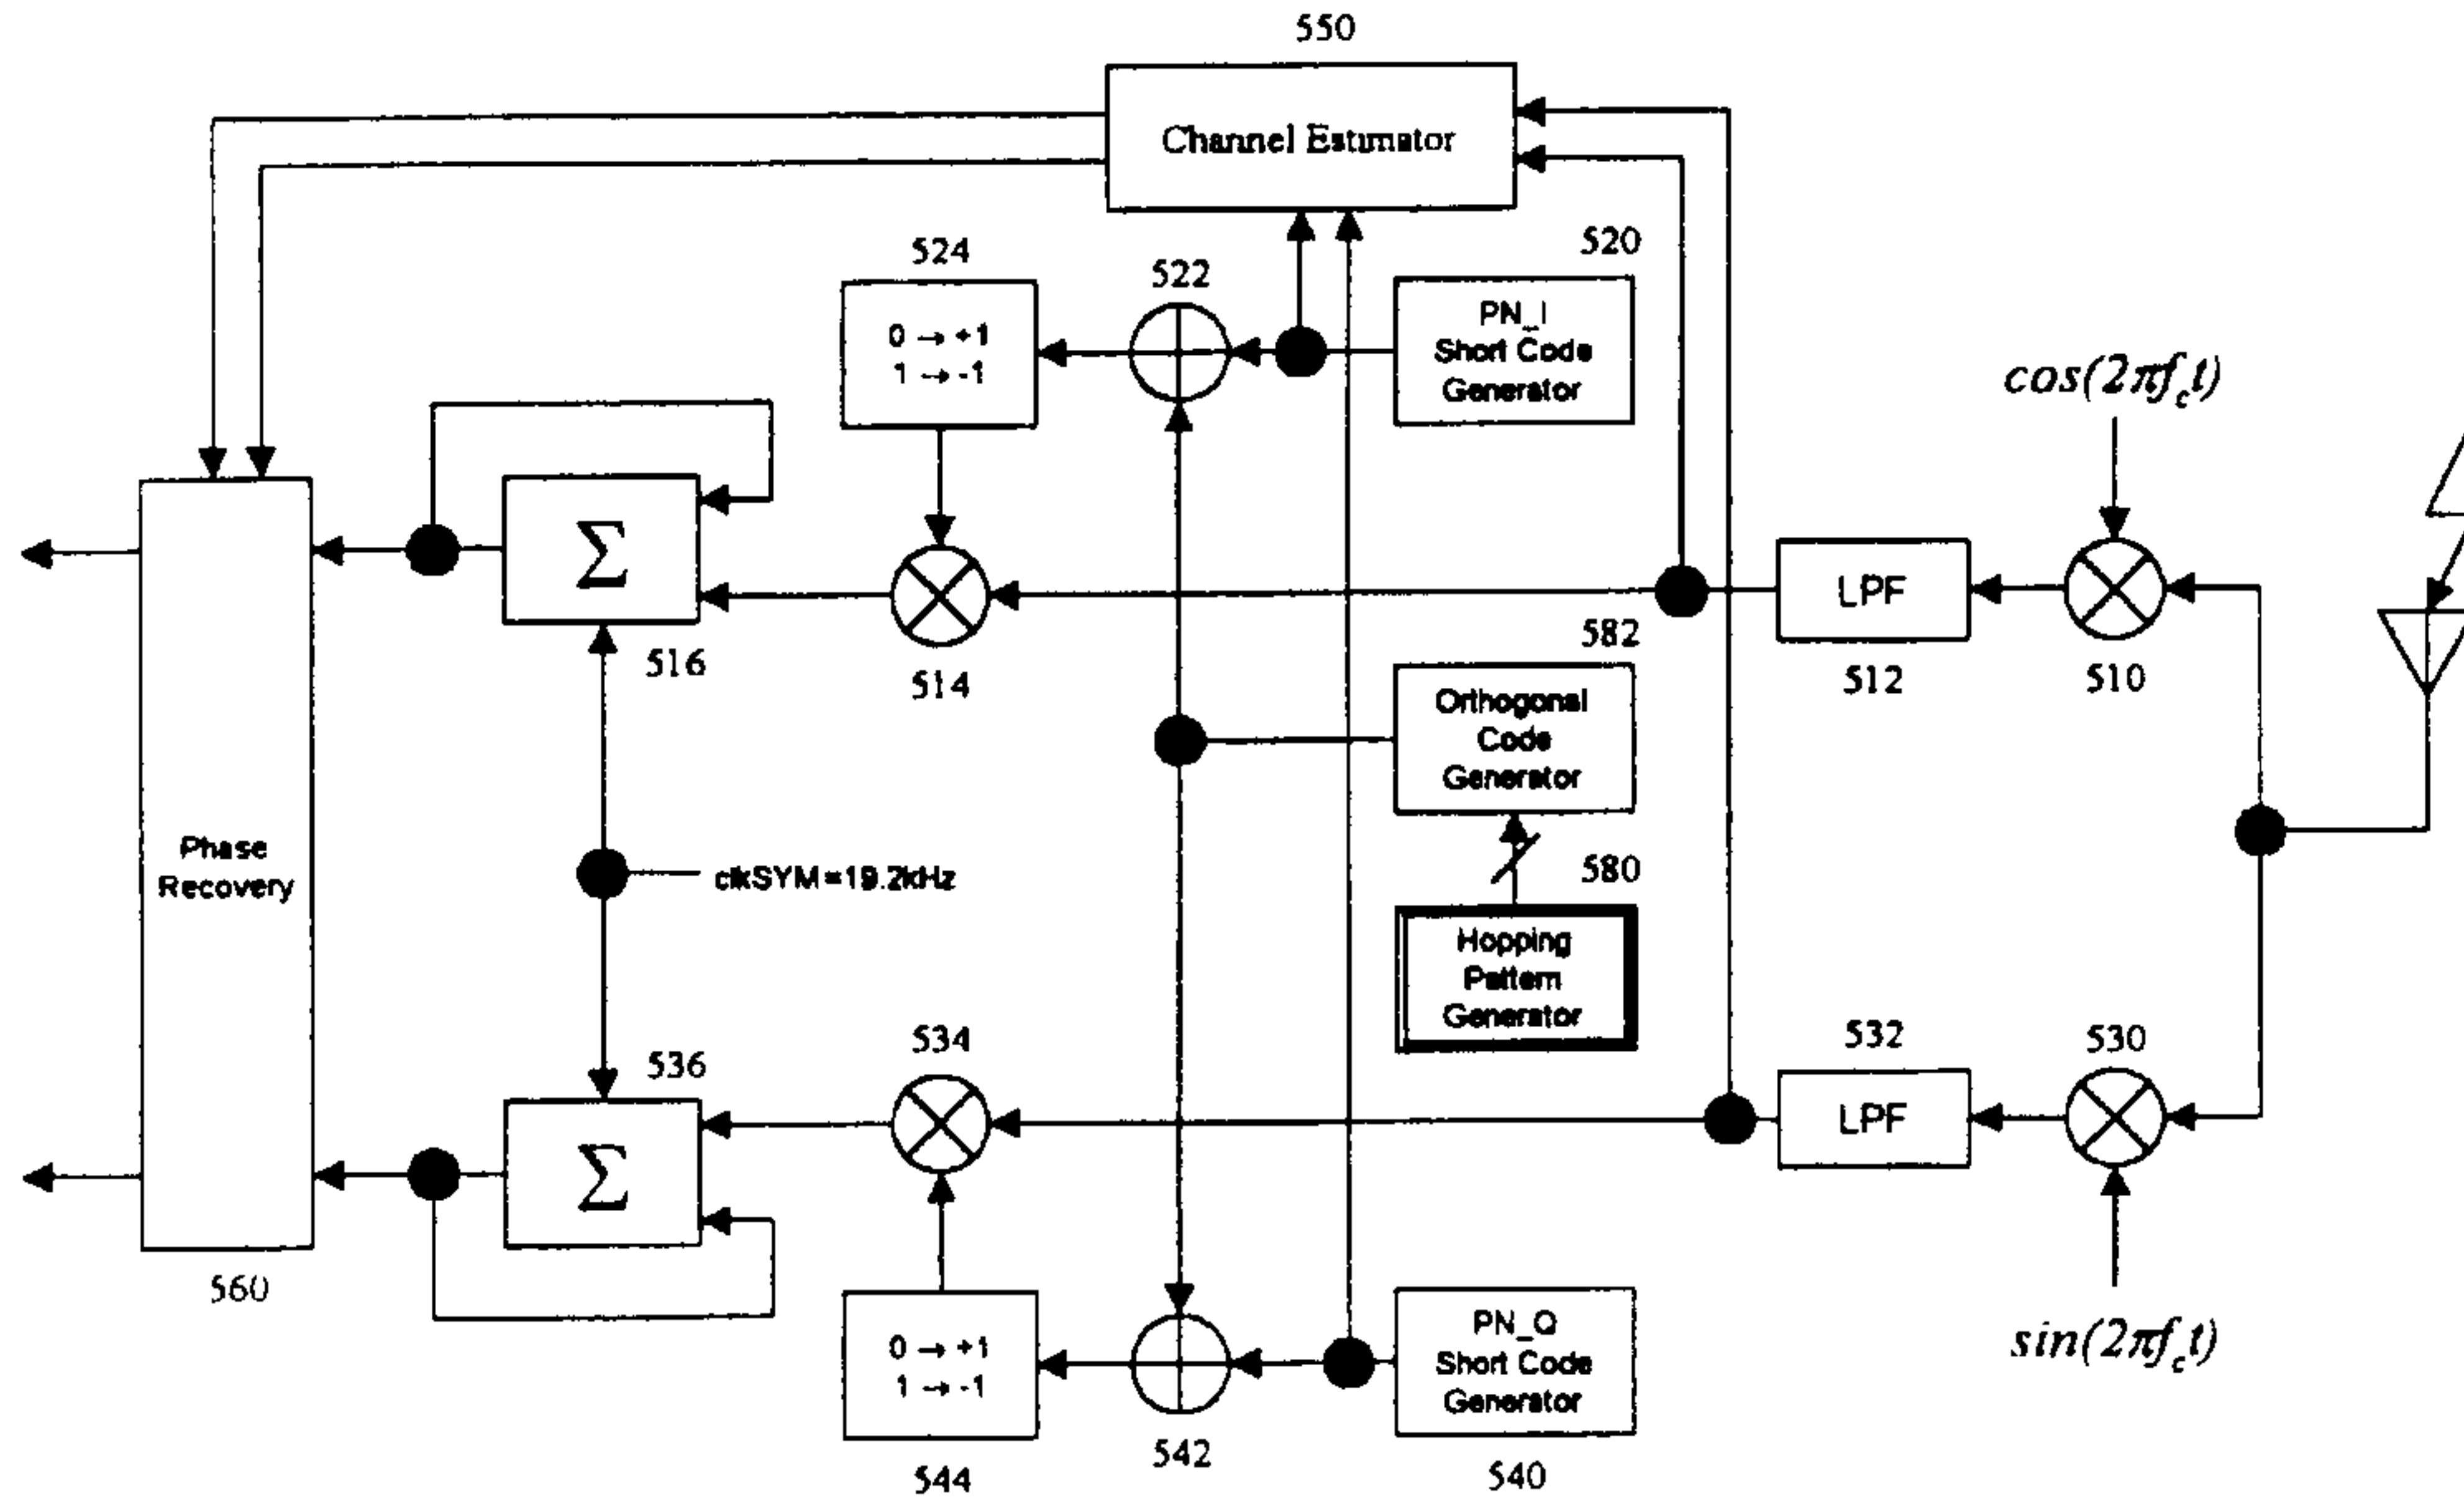 550
Channel Estimator
524
0 → +1
1 → -1
522
520
PN_I
Short Code
Generator
cos(2πf_ct)
Σ
516
514
582
Orthogonal
Code
Generator
LPF
512
510
Phase
Recovery
clkSYM=19.2kHz
580
Hopping
Pattern
Generator
536
534
532
530
Σ
LPF
560
0 → +1
1 → -1
544
542
PN_Q
Short Code
Generator
540
sin(2πf_ct)